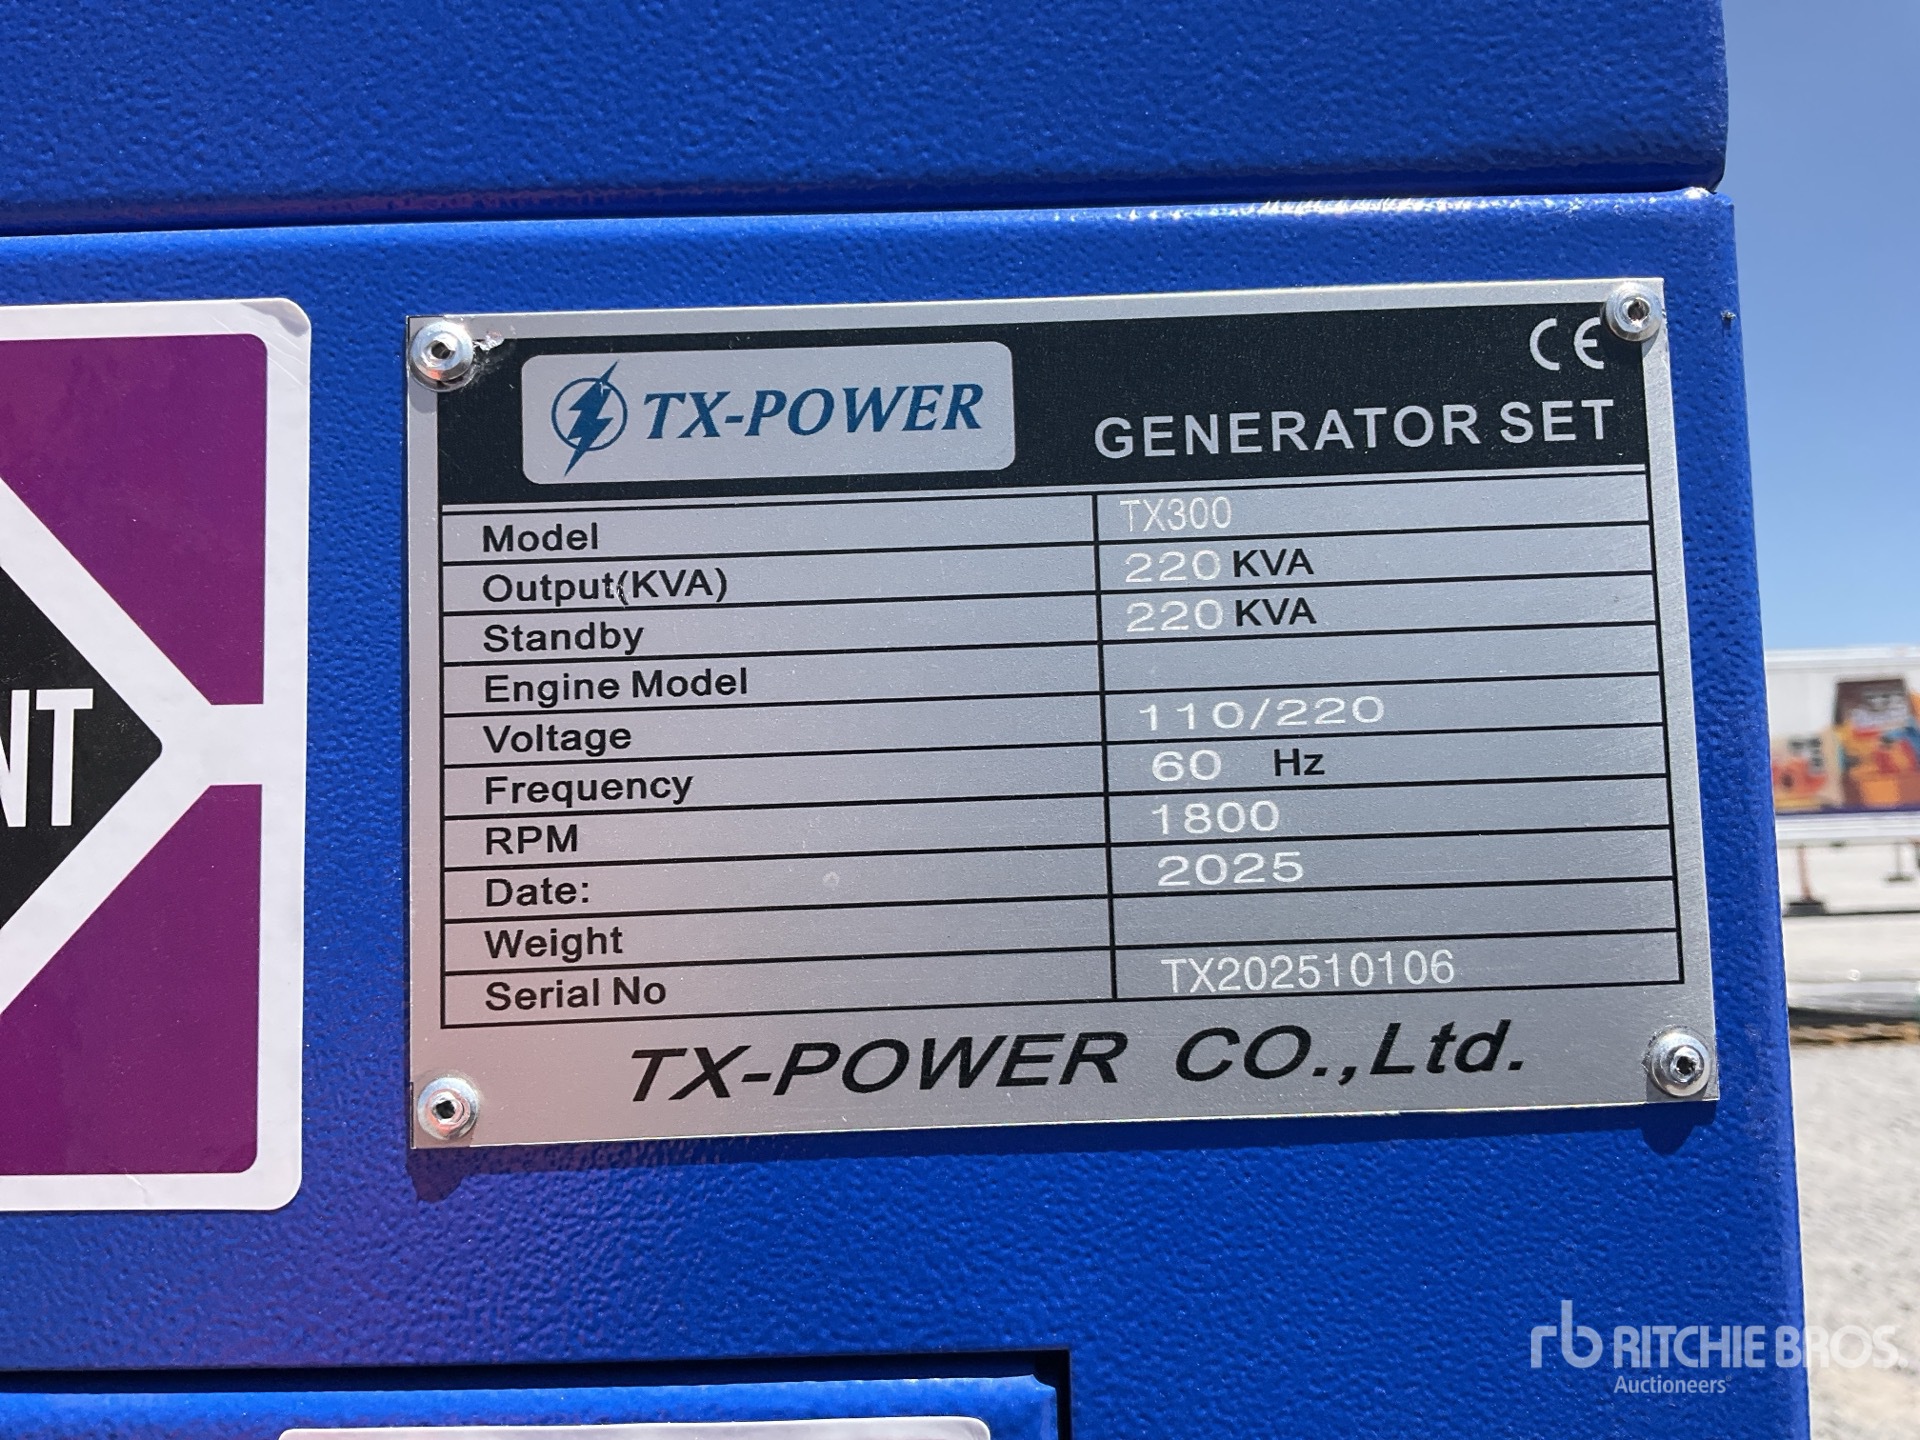 CE
TX-POWER
GENERATOR SET
Model TX300
Output(KVA) 220 KVA
Standby 220 KVA
Engine Model
Voltage 110/220
Frequency 60 Hz
RPM 1800
Date: 2025
Weight
Serial No TX202510106
TX-POWER CO.,Ltd.
NT
rb RITCHIE BROS.
Auctioneers